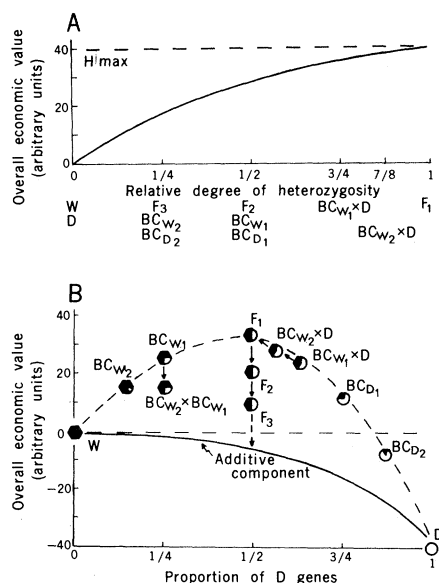 A
Overall economic value
(arbitrary units)
40
H'max
20
0
0
1/4
1/2
3/4
7/8
1
Relative degree of heterozygosity
W
F3
F2
BCW1×D
F1
D
BCW2
BCW1
BCW2×D
BCD2
BCD1
B
Overall economic value
(arbitrary units)
40
20
0
−20
−40
F1
BCW2×D
BCW1
BCW1×D
BCW2
BCD1
BCW2×BCW1
F2
F3
BCD2
W
Additive
component
D
0
1/4
1/2
3/4
1
Proportion of D genes